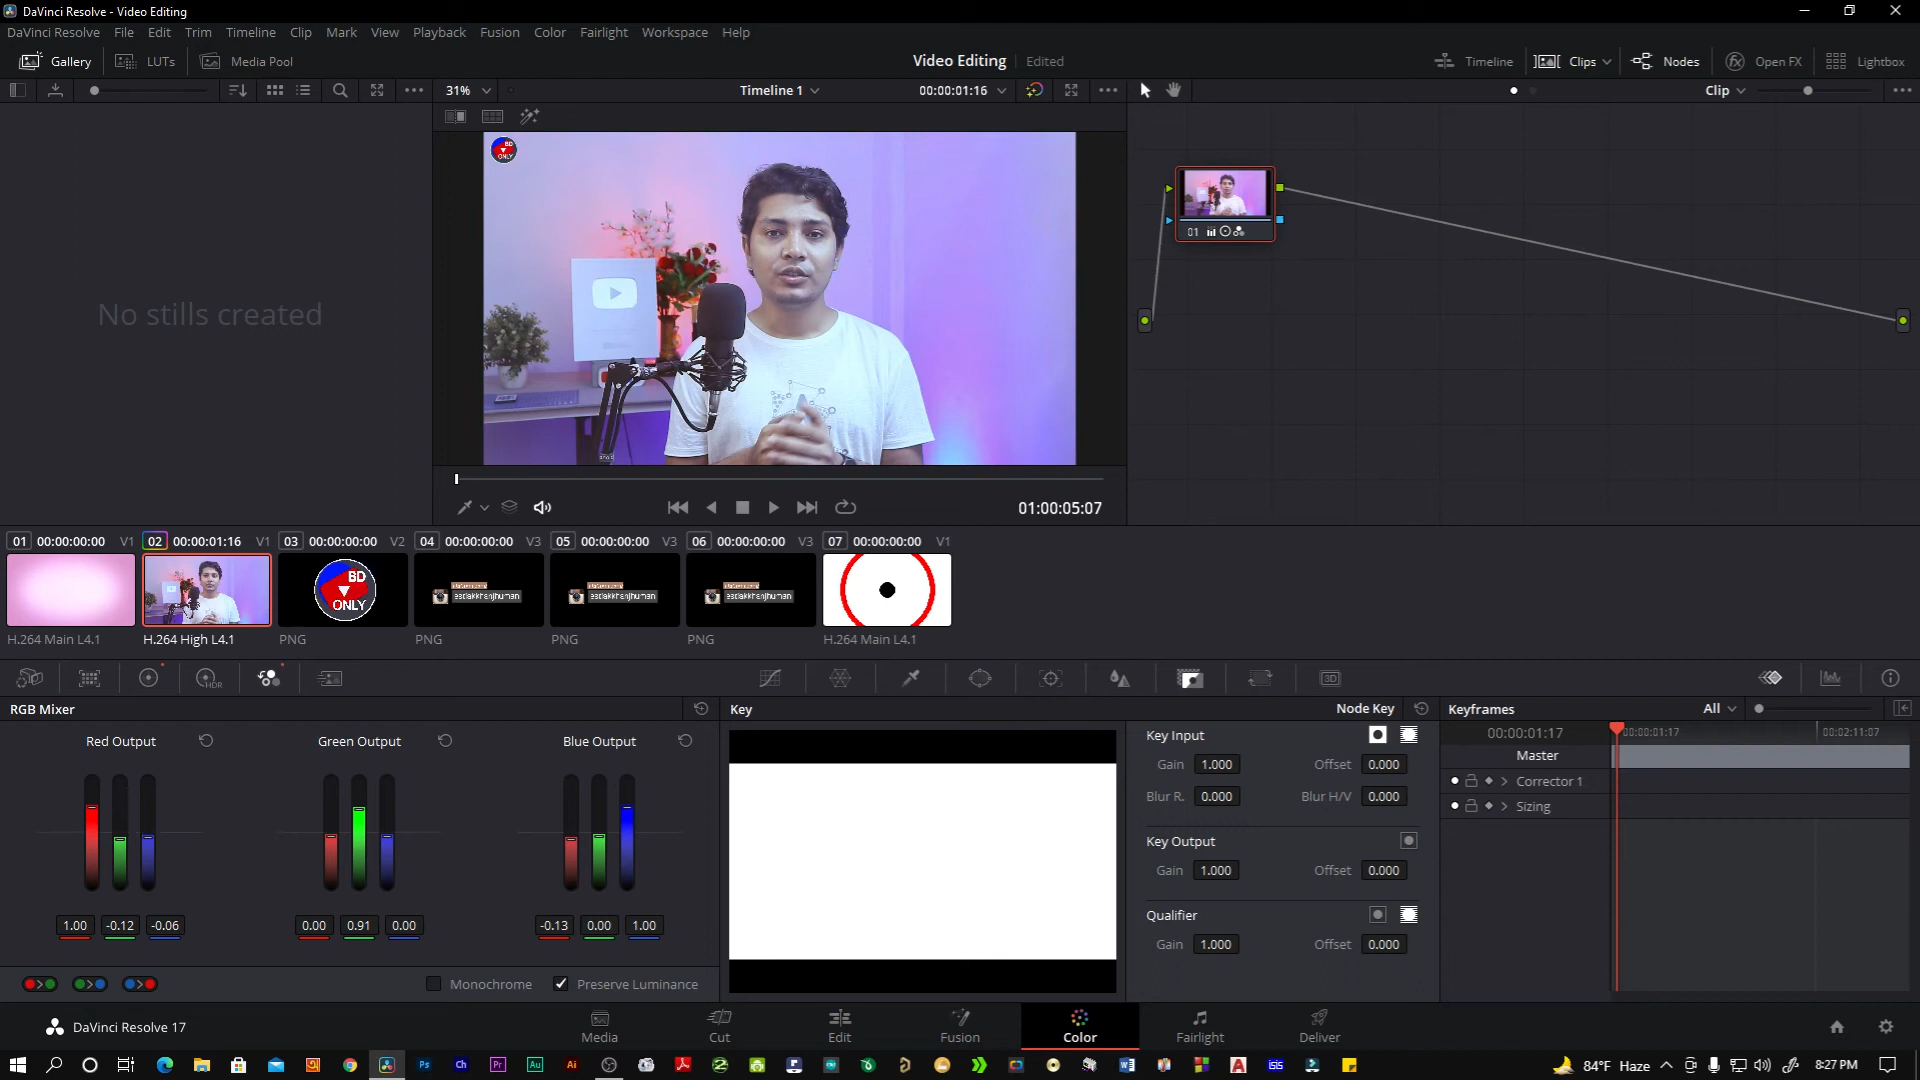 DaVinci Resolve - Video Editing
DaVinci Resolve File Edit Trim Timeline Clip Mark View Playback Fusion Color Fairlight Workspace Help
Gallery LUTs Media Pool Video Editing Edited Timeline Clips Nodes Open FX Lightbox
31% Timeline 1 00:00:01:16 Clip
BD
ONLY
01
No stills created
01:00:05:07
01 00:00:00:00 V1 02 00:00:01:16 V1 03 00:00:00:00 V2 04 00:00:00:00 V3 05 00:00:00:00 V3 06 00:00:00:00 V3 07 00:00:00:00 V1
BD
ONLY
H.264 Main L4.1 H.264 High L4.1 PNG PNG PNG PNG H.264 Main L4.1
HDR 3D
RGB Mixer Key Node Key Keyframes All
Red Output Green Output Blue Output
Key Input
Gain 1.000 Offset 0.000
Blur R. 0.000 Blur H/V 0.000
Key Output
Gain 1.000 Offset 0.000
Qualifier
Gain 1.000 Offset 0.000
00:00:01:17 00:00:01:17 00:02:11:07
Master
Corrector 1
Sizing
1.00 -0.12 -0.06 0.00 0.91 0.00 -0.13 0.00 1.00
Monochrome Preserve Luminance
DaVinci Resolve 17 Media Cut Edit Fusion Color Fairlight Deliver
Ps Ch Pr Au Ai 84°F Haze 8:27 PM